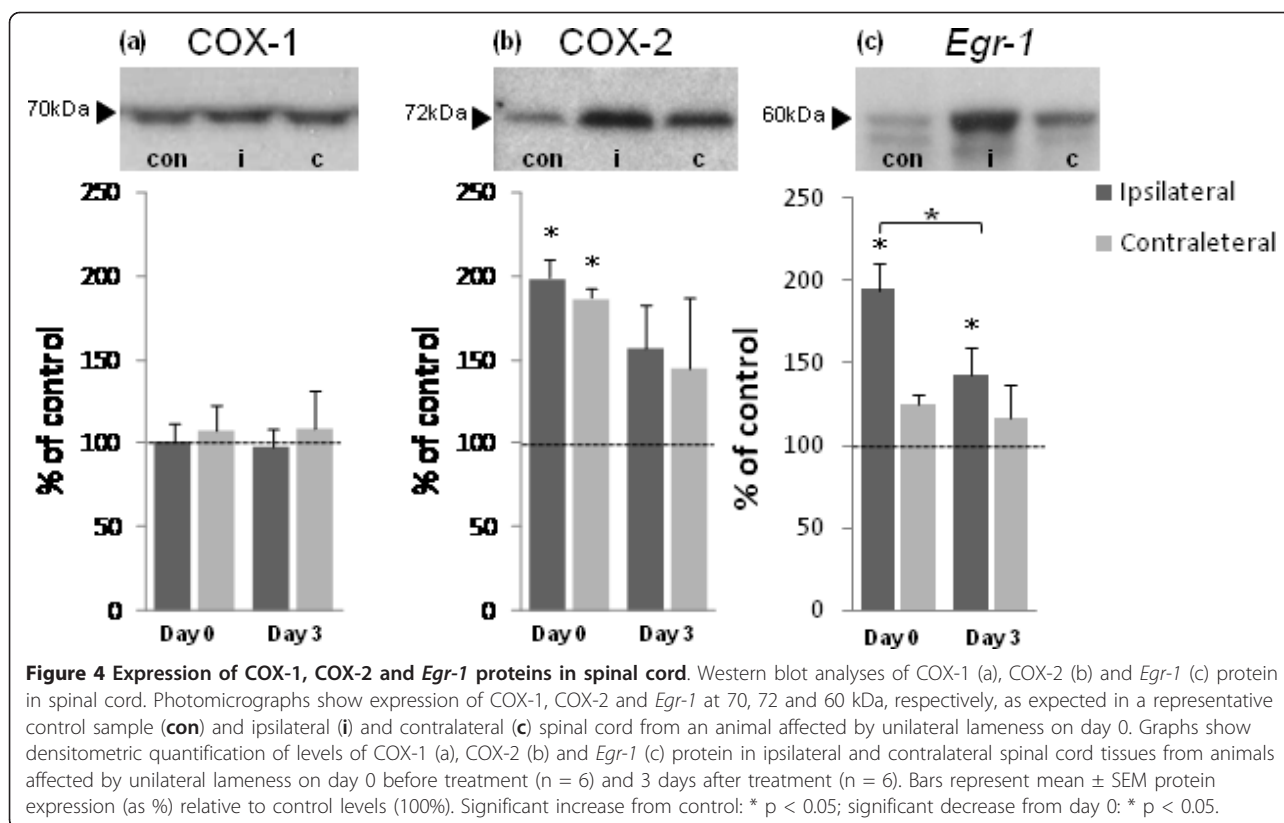 (a) COX-1
(b) COX-2
(c) Egr-1
70kDa
con i c
72kDa
con i c
60kDa
con i c
250
200
150
100
50
0
% of control
Day 0 Day 3
250
200
150
100
50
0
% of control
* *
Day 0 Day 3
250
200
150
100
50
0
% of control
*
* *
Day 0 Day 3
Ipsilateral
Contraleteral
Figure 4 Expression of COX-1, COX-2 and Egr-1 proteins in spinal cord. Western blot analyses of COX-1 (a), COX-2 (b) and Egr-1 (c) protein
in spinal cord. Photomicrographs show expression of COX-1, COX-2 and Egr-1 at 70, 72 and 60 kDa, respectively, as expected in a representative
control sample (con) and ipsilateral (i) and contralateral (c) spinal cord from an animal affected by unilateral lameness on day 0. Graphs show
densitometric quantification of levels of COX-1 (a), COX-2 (b) and Egr-1 (c) protein in ipsilateral and contralateral spinal cord tissues from animals
affected by unilateral lameness on day 0 before treatment (n = 6) and 3 days after treatment (n = 6). Bars represent mean ± SEM protein
expression (as %) relative to control levels (100%). Significant increase from control: * p < 0.05; significant decrease from day 0: * p < 0.05.